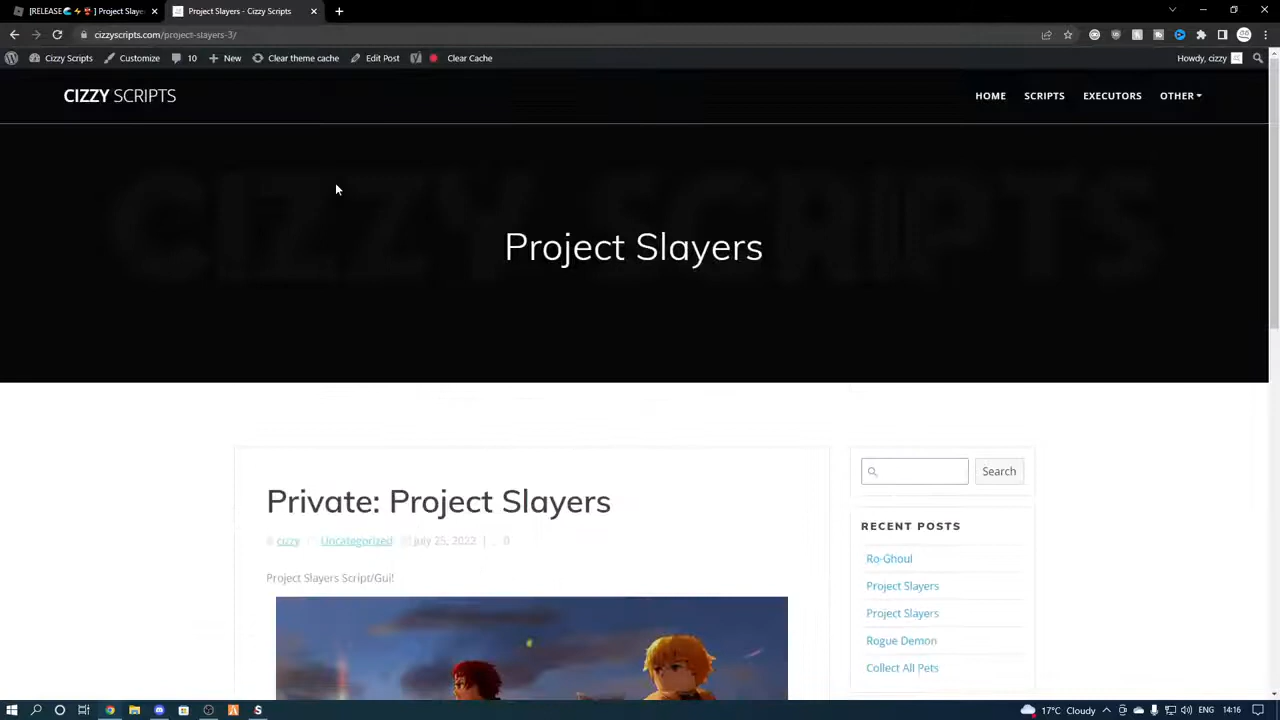 [RELEASE🌊⚡👹] Project Slaye
Project Slayers - Cizzy Scripts
cizzyscripts.com/project-slayers-3/
Cizzy Scripts Customize 10 New Clear theme cache Edit Post Clear Cache Howdy, cizzy
CIZZY SCRIPTS
HOME SCRIPTS EXECUTORS OTHER
CIZZY SCRIPTS
Project Slayers
Private: Project Slayers
cizzy Uncategorized July 25, 2022 | 0
Project Slayers Script/Gui!
Search
RECENT POSTS
Ro-Ghoul
Project Slayers
Project Slayers
Rogue Demon
Collect All Pets
17°C Cloudy ENG 14:16